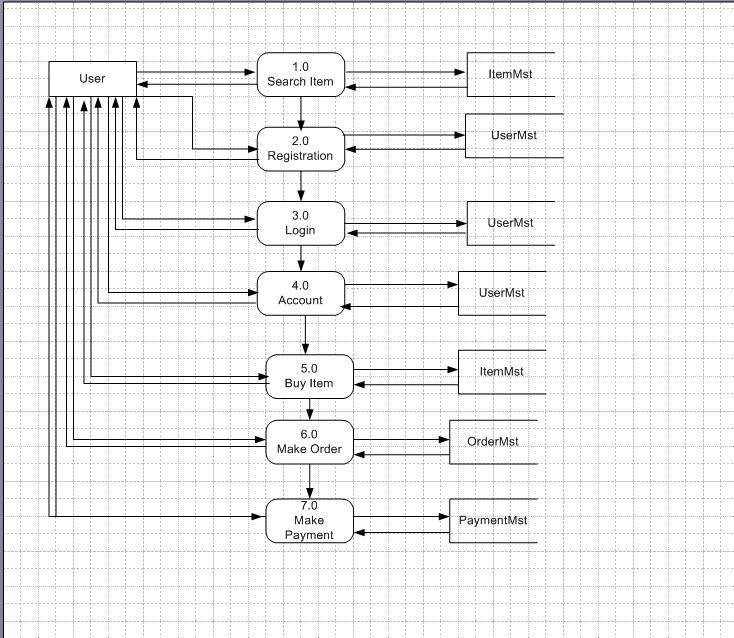 User
1.0
Search Item
ItemMst
2.0
Registration
UserMst
3.0
Login
UserMst
4.0
Account
UserMst
5.0
Buy Item
ItemMst
6.0
Make Order
OrderMst
7.0
Make
Payment
PaymentMst